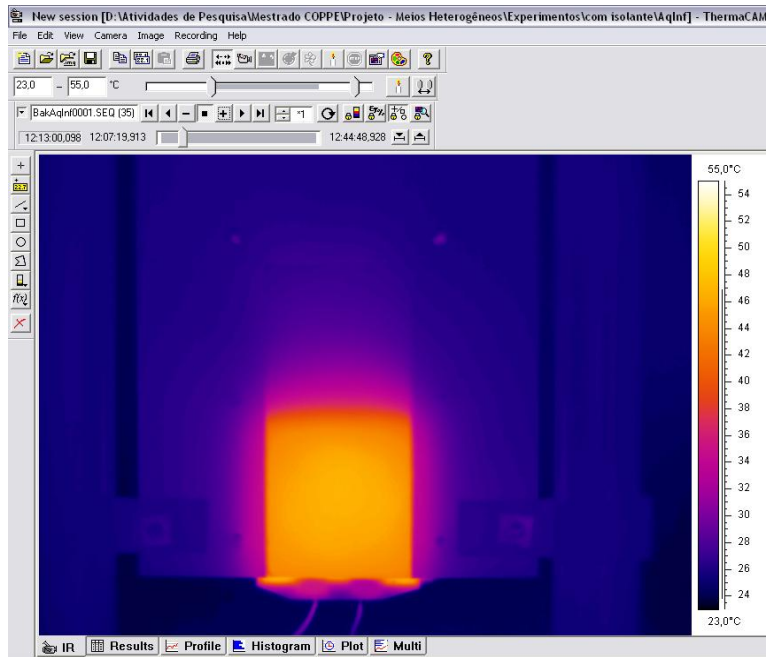 New session [D:\Atividades de Pesquisa\Mestrado COPPE\Projeto - Meios Heterogêneos\Experimentos\com isolante\AqInf] - ThermaCAM
File Edit View Camera Image Recording Help
23,0 - 55,0 °C
BakAqInf0001.SEQ (35)
12:13:00,098 12:07:19,913 12:44:48,928
55,0°C
54
52
50
48
46
44
42
40
38
36
34
32
30
28
26
24
23,0°C
IR Results Profile Histogram Plot Multi